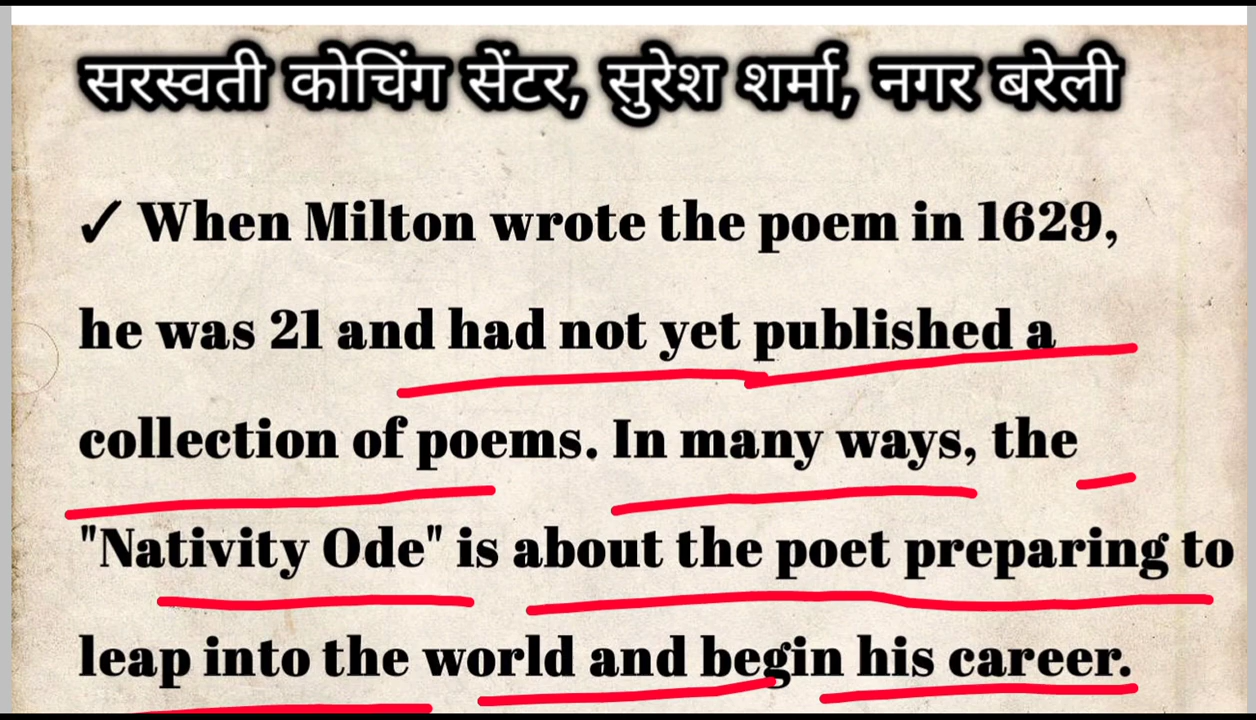 सरस्वती कोचिंग सेंटर, सुरेश शर्मा, नगर बरेली
✓ When Milton wrote the poem in 1629,
he was 21 and had not yet published a
collection of poems. In many ways, the
"Nativity Ode" is about the poet preparing to
leap into the world and begin his career.